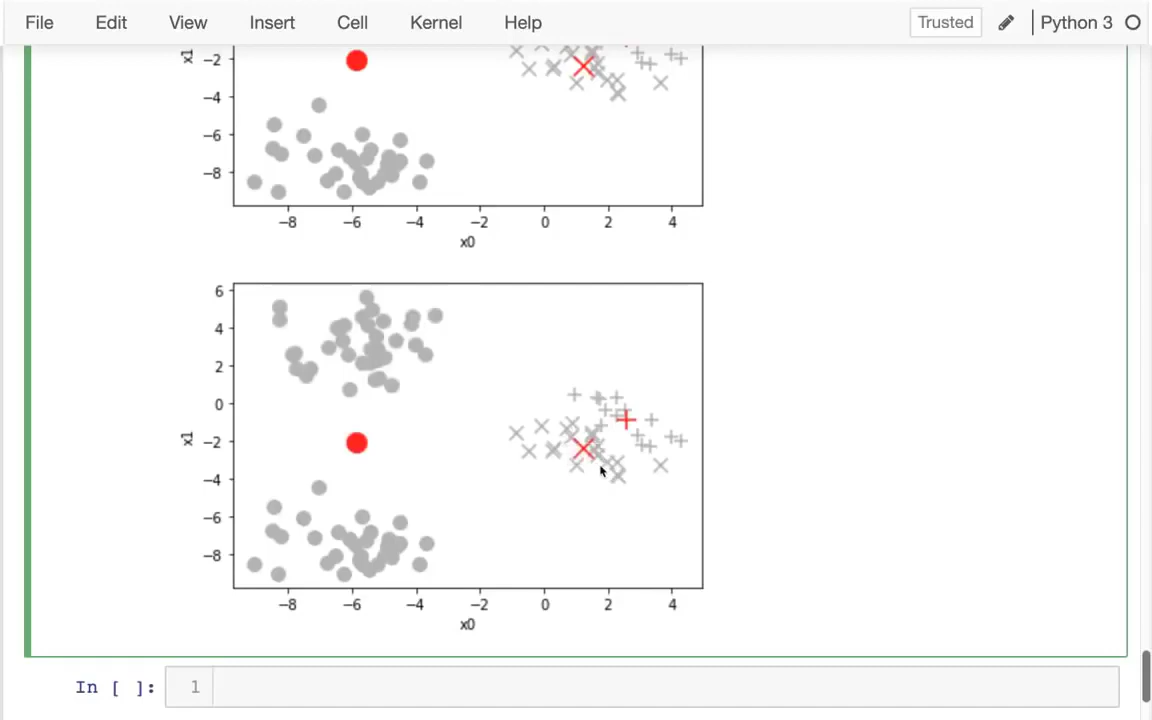 File Edit View Insert Cell Kernel Help Trusted Python 3
x1
−2
−4
−6
−8
−8 −6 −4 −2 0 2 4
x0
6
4
2
0
−2
−4
−6
−8
x1
−8 −6 −4 −2 0 2 4
x0
In [ ]: 1